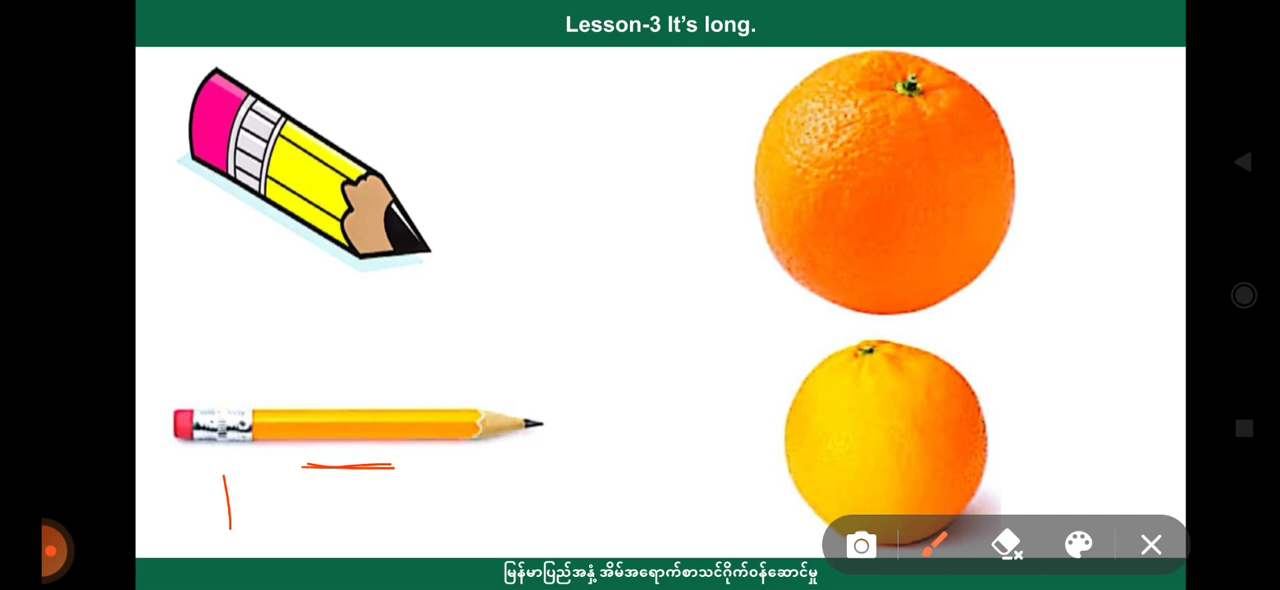 Lesson-3 It’s long.
မြန်မာပြည်အနှံ့ အိမ်အရောက်စာသင်ဂိုက်ဝန်ဆောင်မှု